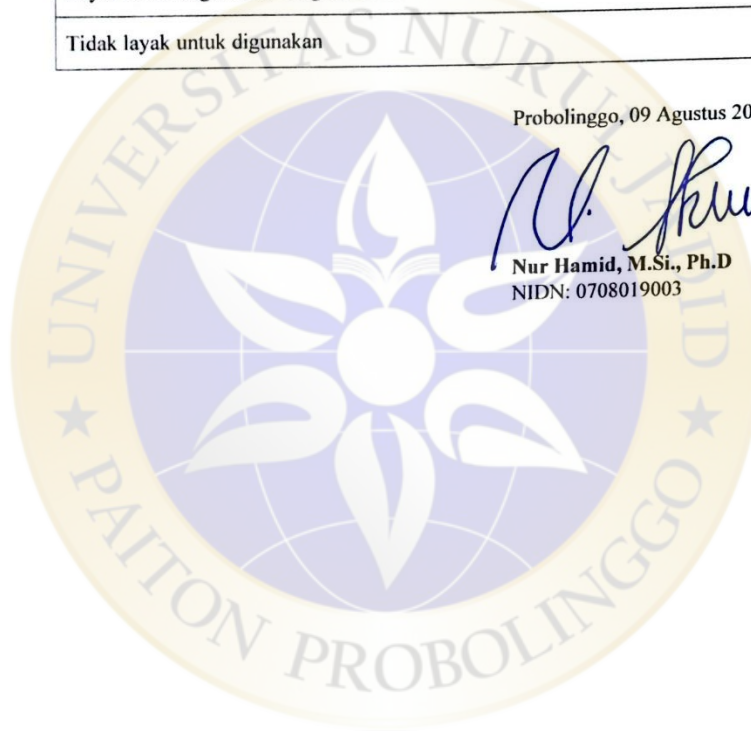 Tidak layak untuk digunakan
Probolinggo, 09 Agustus 20
Nur Hamid, M.Si., Ph.D
NIDN: 0708019003
UNIVERSITAS NURUL JADID
PAITON PROBOLINGGO